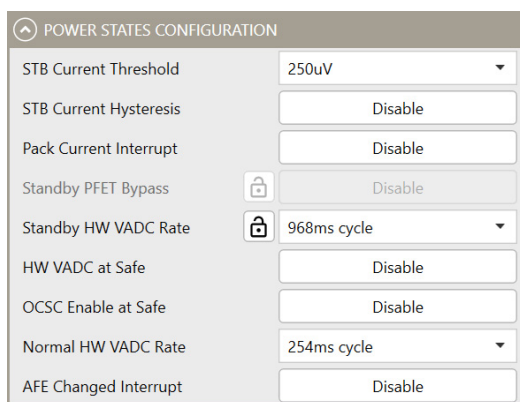 POWER STATES CONFIGURATION
STB Current Threshold 250uV
STB Current Hysteresis Disable
Pack Current Interrupt Disable
Standby PFET Bypass Disable
Standby HW VADC Rate 968ms cycle
HW VADC at Safe Disable
OCSC Enable at Safe Disable
Normal HW VADC Rate 254ms cycle
AFE Changed Interrupt Disable